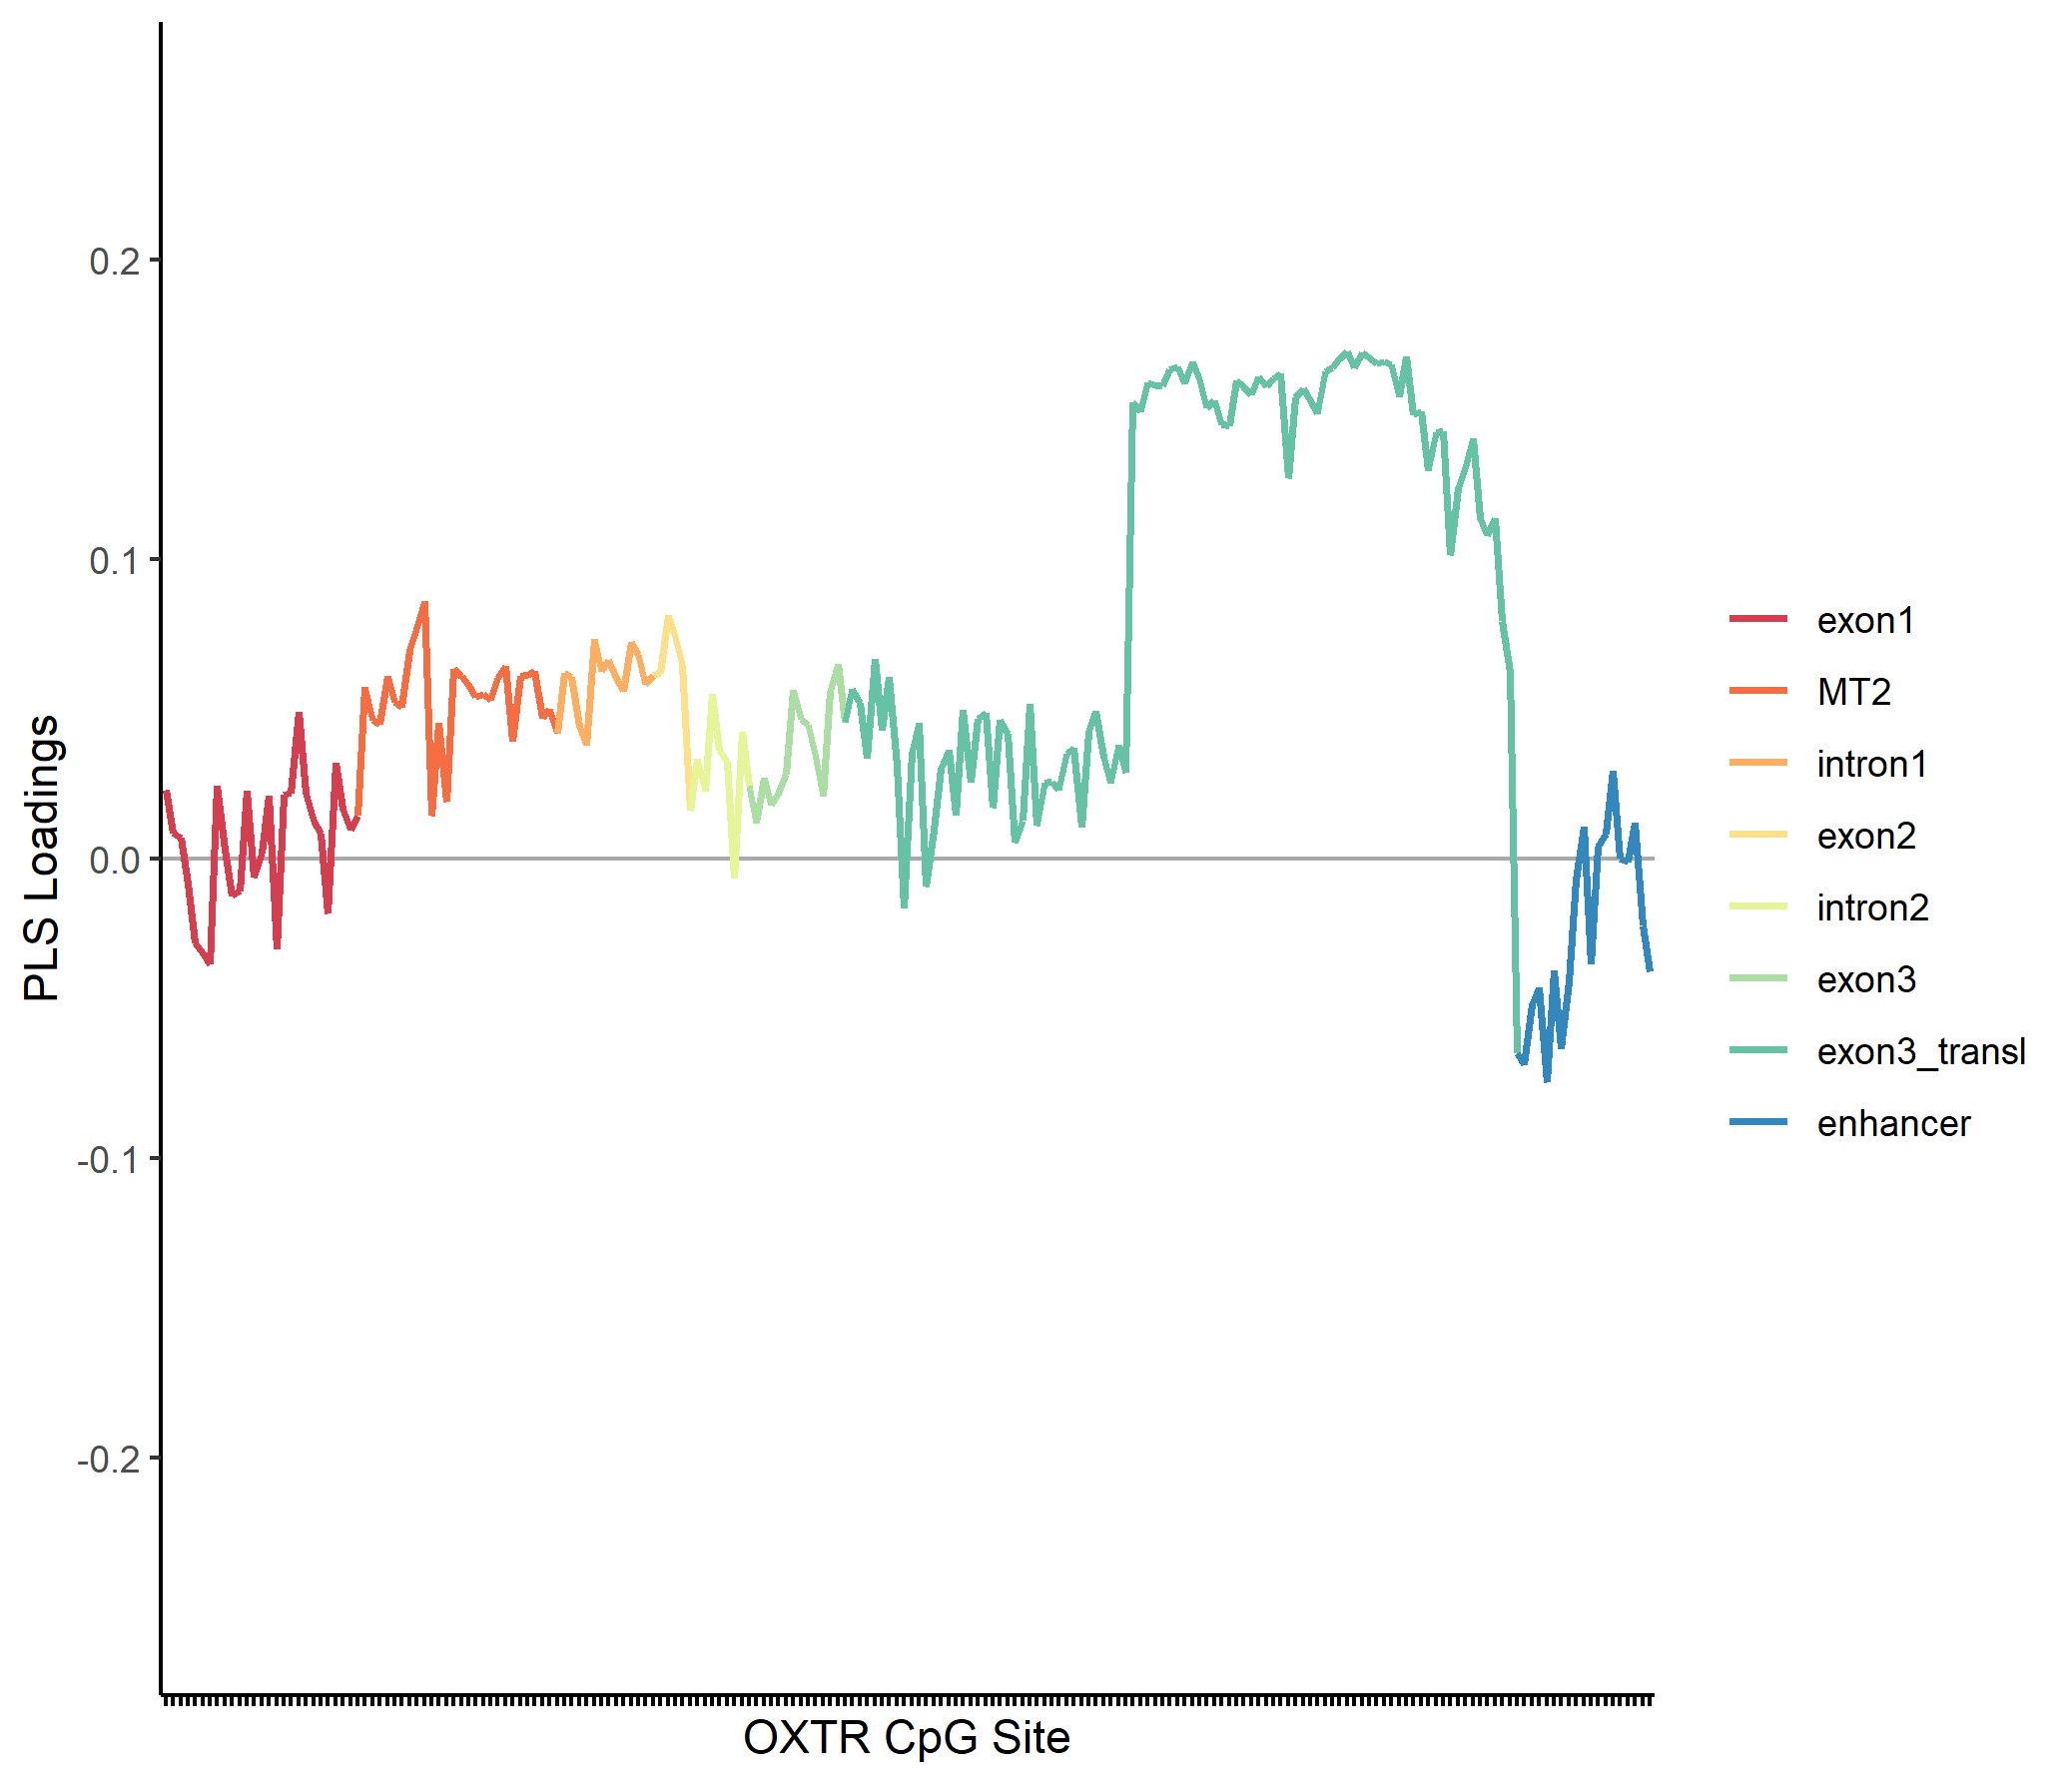 PLS Loadings
0.2
0.1
0.0
-0.1
-0.2
OXTR CpG Site
exon1
MT2
intron1
exon2
intron2
exon3
exon3_transl
enhancer